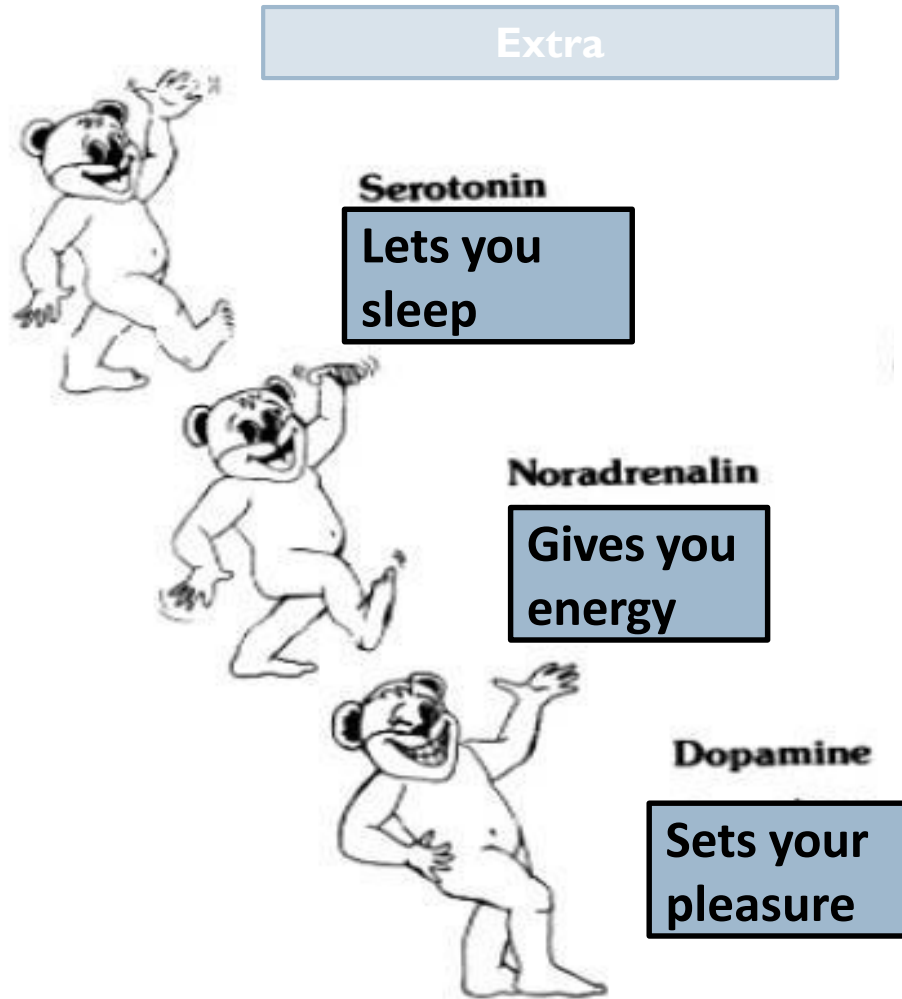 Extra
Serotonin
Lets you
sleep
Noradrenalin
Gives you
energy
Dopamine
Sets your
pleasure